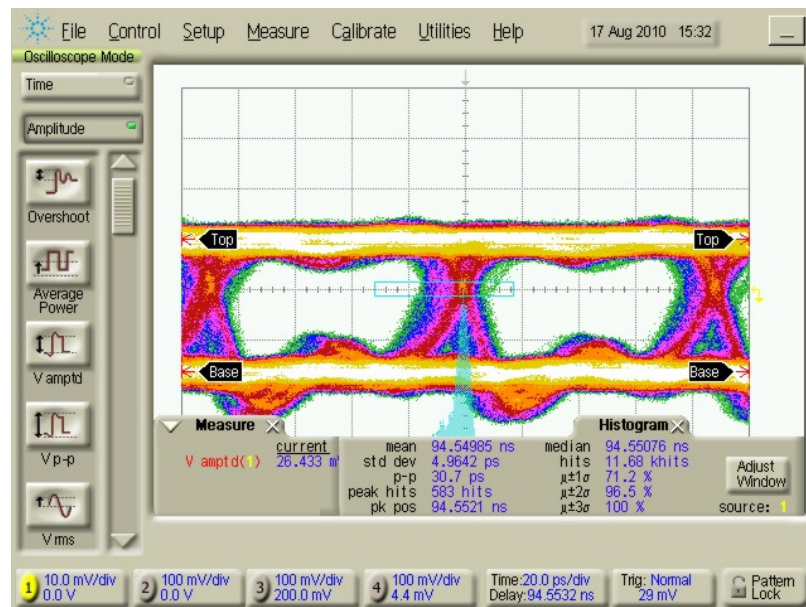 File Control Setup Measure Calibrate Utilities Help 17 Aug 2010 15:32
Oscilloscope Mode
Time
Amplitude
Overshoot
Average
Power
V amptd
V p-p
V rms
Top Top
Base Base
Measure
current
V amptd(1) 26.433 m
Histogram
mean 94.54985 ns median 94.55076 ns
std dev 4.9642 ps hits 11.68 khits
p-p 30.7 ps µ±1σ 71.2 %
peak hits 583 hits µ±2σ 96.5 %
pk pos 94.5521 ns µ±3σ 100 %
Adjust
Window
source: 1
1 10.0 mV/div
0.0 V
2 100 mV/div
0.0 V
3 100 mV/div
200.0 mV
4 100 mV/div
4.4 mV
Time:20.0 ps/div
Delay:94.5532 ns
Trig: Normal
29 mV
Pattern
Lock